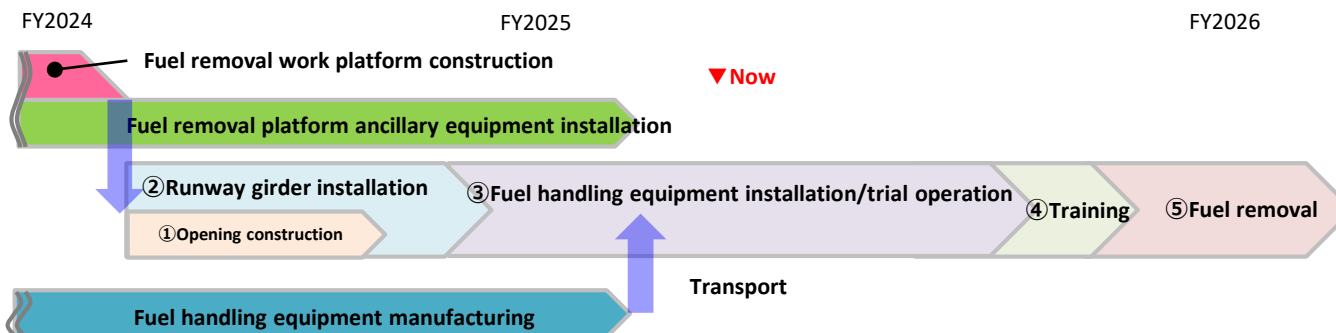 FY2024
FY2025
FY2026
Fuel removal work platform construction
▼Now
Fuel removal platform ancillary equipment installation
②Runway girder installation
③Fuel handling equipment installation/trial operation
④Training
⑤Fuel removal
①Opening construction
Transport
Fuel handling equipment manufacturing